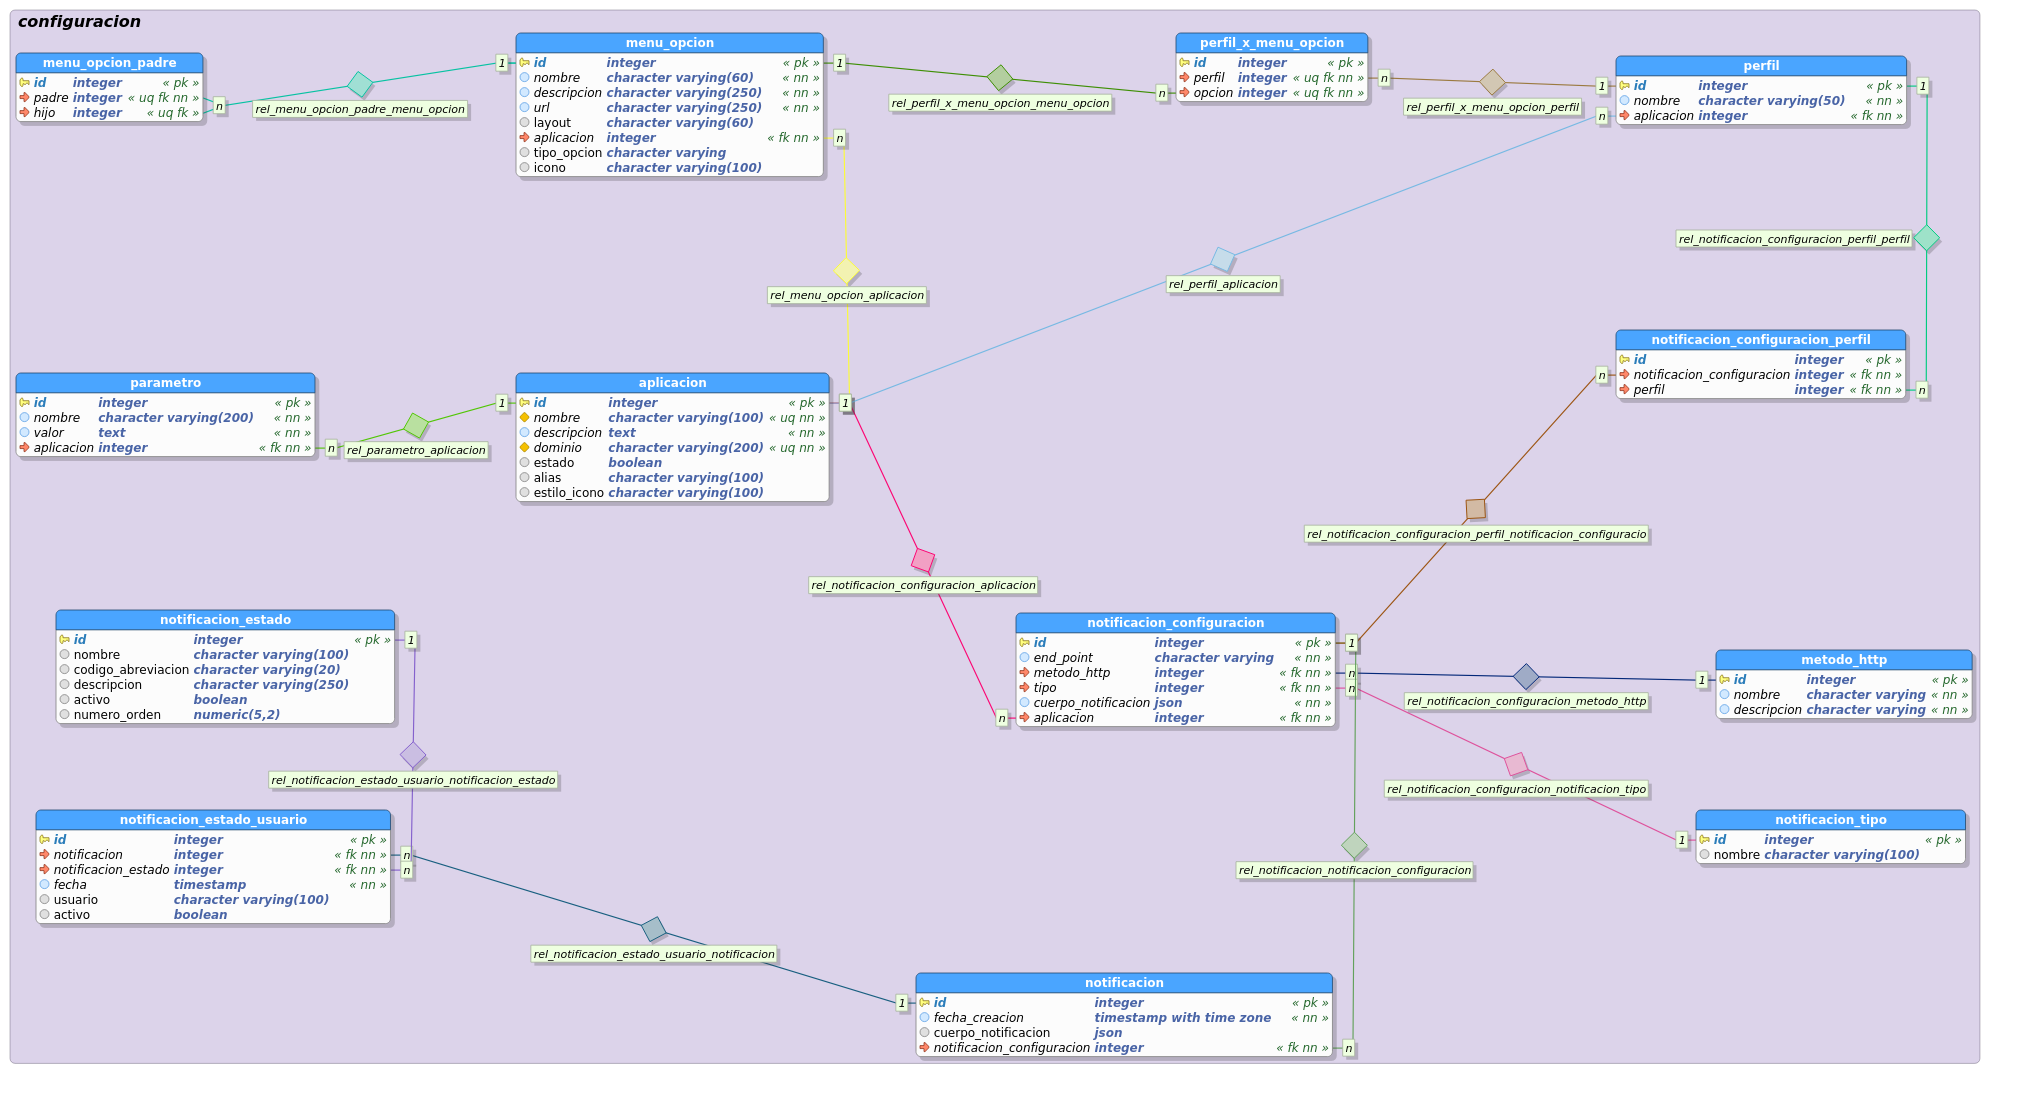 configuracion
menu_opcion_padre
id integer « pk »
padre integer « uq fk nn »
hijo integer « uq fk »
n
rel_menu_opcion_padre_menu_opcion
1
menu_opcion
id integer « pk »
nombre character varying(60) « nn »
descripcion character varying(250) « nn »
url character varying(250) « nn »
layout character varying(60)
aplicacion integer « fk nn »
tipo_opcion character varying
icono character varying(100)
1
n
rel_perfil_x_menu_opcion_menu_opcion
n
perfil_x_menu_opcion
id integer « pk »
perfil integer « uq fk nn »
opcion integer « uq fk nn »
n
rel_perfil_x_menu_opcion_perfil
1
n
perfil
id integer « pk »
nombre character varying(50) « nn »
aplicacion integer « fk nn »
1
rel_notificacion_configuracion_perfil_perfil
rel_menu_opcion_aplicacion
rel_perfil_aplicacion
parametro
id integer « pk »
nombre character varying(200) « nn »
valor text « nn »
aplicacion integer « fk nn »
n
rel_parametro_aplicacion
1
aplicacion
id integer « pk »
nombre character varying(100) « uq nn »
descripcion text « nn »
dominio character varying(200) « uq nn »
estado boolean
alias character varying(100)
estilo_icono character varying(100)
1
notificacion_configuracion_perfil
id integer « pk »
notificacion_configuracion integer « fk nn »
perfil integer « fk nn »
n
n
rel_notificacion_configuracion_perfil_notificacion_configuracio
rel_notificacion_configuracion_aplicacion
notificacion_estado
id integer « pk »
nombre character varying(100)
codigo_abreviacion character varying(20)
descripcion character varying(250)
activo boolean
numero_orden numeric(5,2)
1
rel_notificacion_estado_usuario_notificacion_estado
notificacion_configuracion
id integer « pk »
end_point character varying « nn »
metodo_http integer « fk nn »
tipo integer « fk nn »
cuerpo_notificacion json « nn »
aplicacion integer « fk nn »
n
1
n
n
rel_notificacion_configuracion_metodo_http
1
metodo_http
id integer « pk »
nombre character varying « nn »
descripcion character varying « nn »
rel_notificacion_configuracion_notificacion_tipo
1
notificacion_tipo
id integer « pk »
nombre character varying(100)
notificacion_estado_usuario
id integer « pk »
notificacion integer « fk nn »
notificacion_estado integer « fk nn »
fecha timestamp « nn »
usuario character varying(100)
activo boolean
n
n
rel_notificacion_notificacion_configuracion
rel_notificacion_estado_usuario_notificacion
1
notificacion
id integer « pk »
fecha_creacion timestamp with time zone « nn »
cuerpo_notificacion json
notificacion_configuracion integer « fk nn »
n